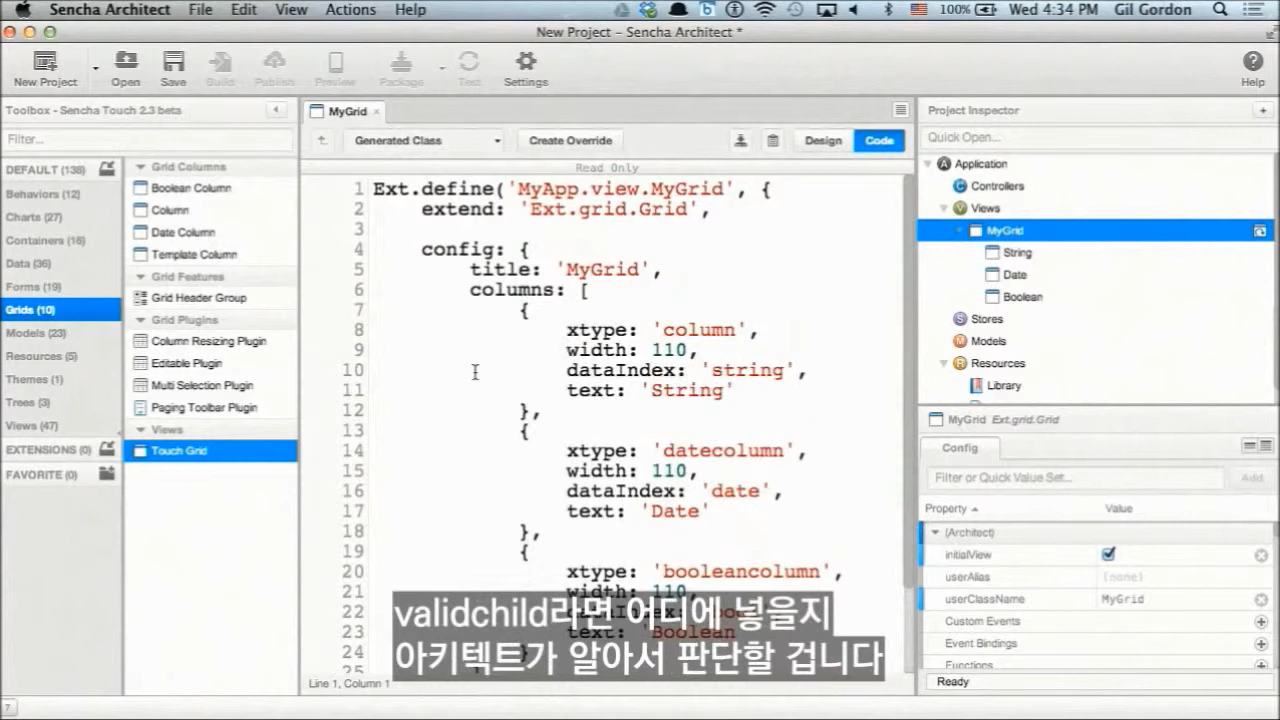 Sencha Architect File Edit View Actions Help 100% Wed 4:34 PM Gil Gordon
New Project - Sencha Architect *
New Project Open Save Build Publish Preview Package Test Settings Help
Toolbox - Sencha Touch 2.3 beta
Filter...
DEFAULT (138)
Behaviors (12)
Charts (27)
Containers (16)
Data (36)
Forms (19)
Grids (10)
Models (23)
Resources (5)
Themes (1)
Trees (3)
Views (47)
EXTENSIONS (0)
FAVORITE (0)
Grid Columns
Boolean Column
Column
Date Column
Template Column
Grid Features
Grid Header Group
Grid Plugins
Column Resizing Plugin
Editable Plugin
Multi Selection Plugin
Paging Toolbar Plugin
Views
Touch Grid
MyGrid
Generated Class Create Override Design Code
Read Only
1 Ext.define('MyApp.view.MyGrid', {
2 extend: 'Ext.grid.Grid',
3
4 config: {
5 title: 'MyGrid',
6 columns: [
7 {
8 xtype: 'column',
9 width: 110,
10 dataIndex: 'string',
11 text: 'String'
12 },
13 {
14 xtype: 'datecolumn',
15 width: 110,
16 dataIndex: 'date',
17 text: 'Date'
18 },
19 {
20 xtype: 'booleancolumn',
21 width: 110,
22
23 text: 'Boolean
24 }
25
validchild라면 어디에 넣을지
아키텍트가 알아서 판단할 겁니다
Line 1, Column 1
Project Inspector
Quick Open...
Application
Controllers
Views
MyGrid
String
Date
Boolean
Stores
Models
Resources
Library
MyGrid Ext.grid.Grid
Config
Filter or Quick Value Set... Add
Property Value
(Architect)
initialView
userAlias (none)
userClassName MyGrid
Custom Events
Event Bindings
Functions
Ready
7